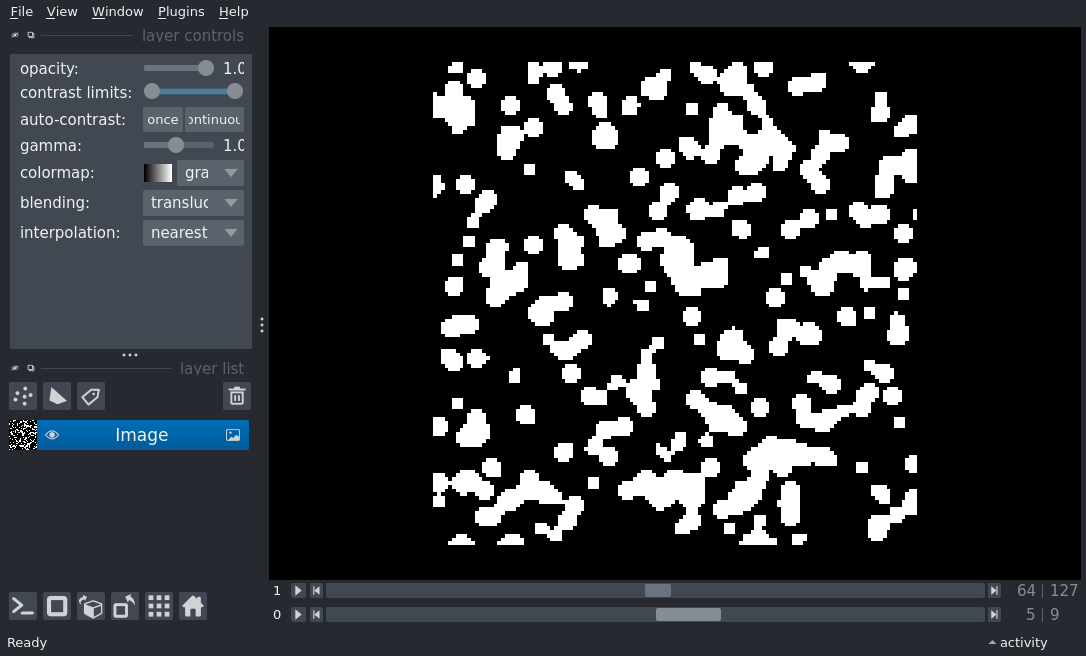 File View Window Plugins Help
layer controls
opacity: 1.0
contrast limits:
auto-contrast: once ontinuou
gamma: 1.0
colormap: gra
blending: transluc
interpolation: nearest
layer list
Image
1 64 | 127
0 5 | 9
Ready activity